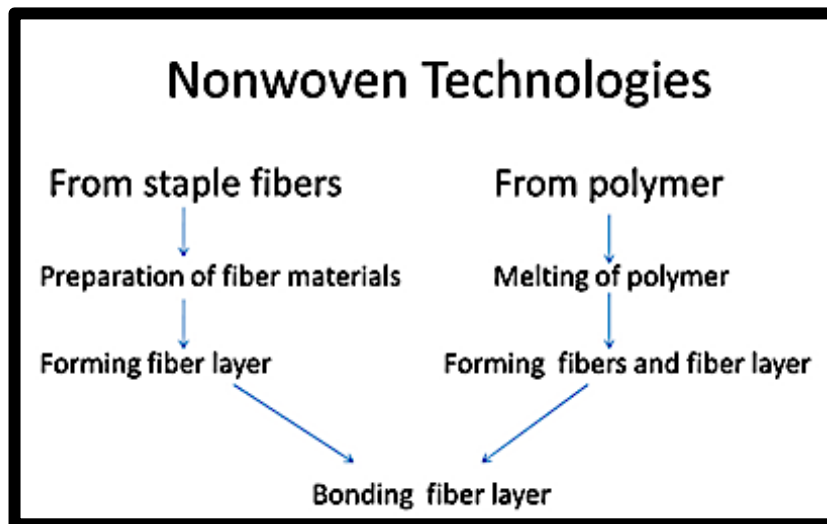 Nonwoven Technologies
From staple fibers
From polymer
Preparation of fiber materials
Melting of polymer
Forming fiber layer
Forming fibers and fiber layer
Bonding fiber layer